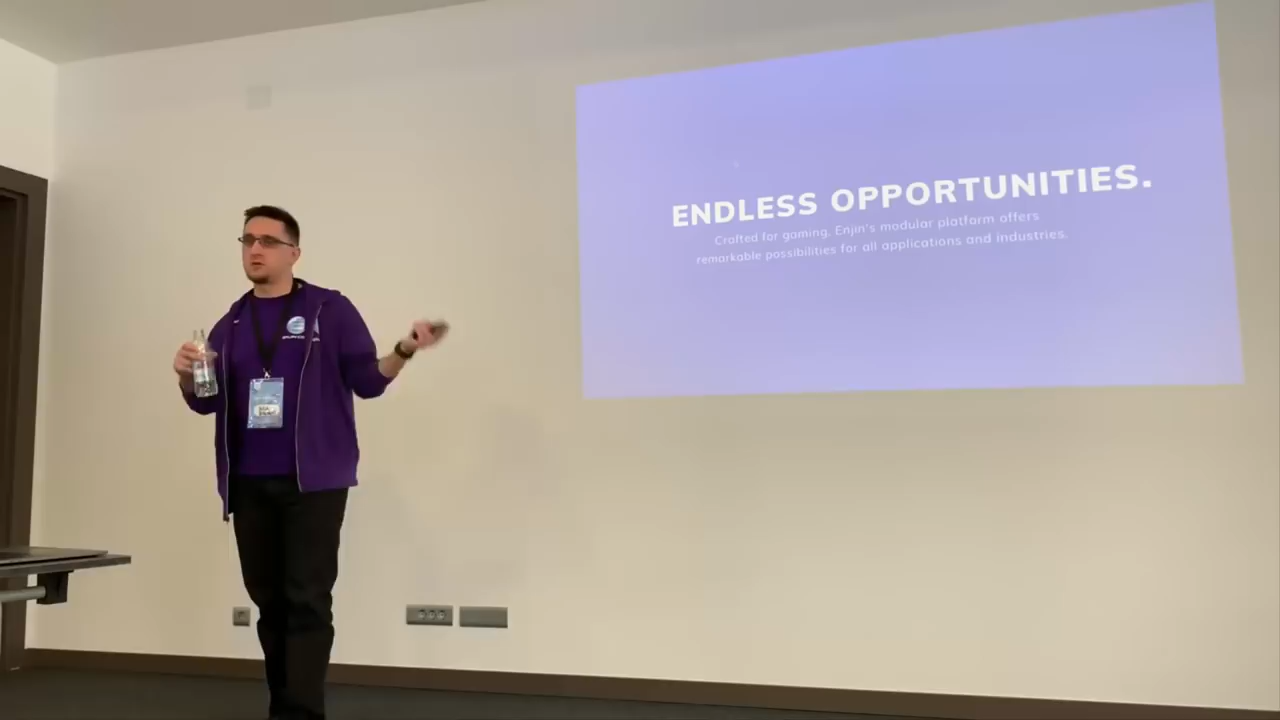 ENDLESS OPPORTUNITIES.
Crafted for gaming, Enjin's modular platform offers
remarkable possibilities for all applications and industries.